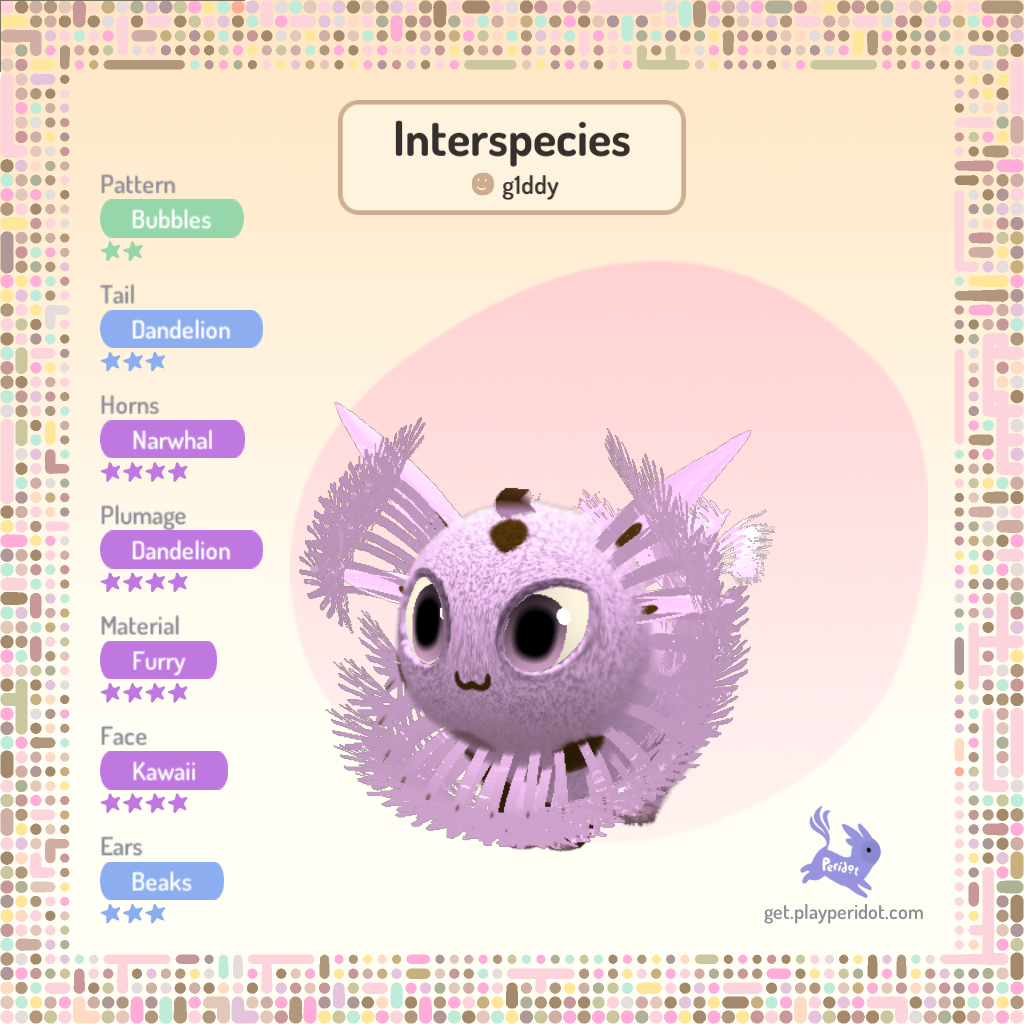 Interspecies
g1ddy
Pattern
Bubbles
Tail
Dandelion
Horns
Narwhal
Plumage
Dandelion
Material
Furry
Face
Kawaii
Ears
Beaks
Peridot
get.playperidot.com